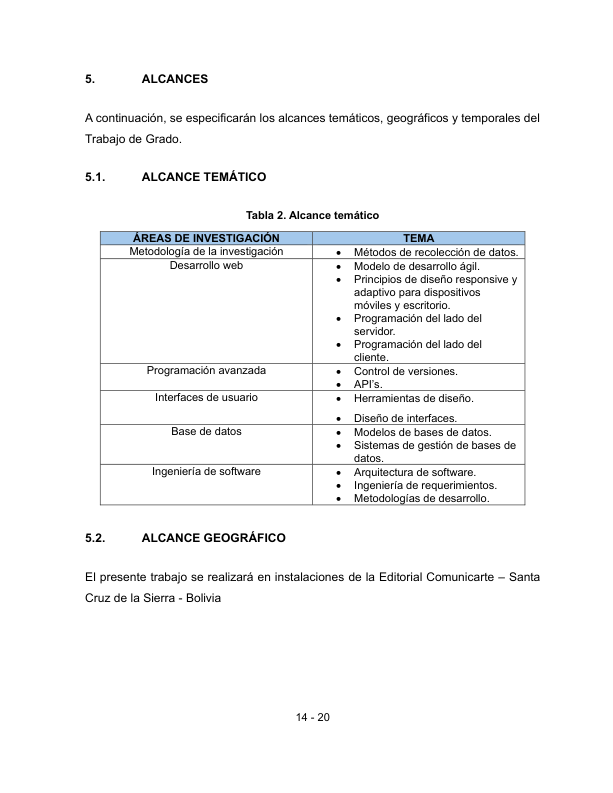 5. ALCANCES
A continuación, se especificarán los alcances temáticos, geográficos y temporales del
Trabajo de Grado.
5.1. ALCANCE TEMÁTICO
Tabla 2. Alcance temático
ÁREAS DE INVESTIGACIÓN TEMA
Metodología de la investigación • Métodos de recolección de datos.
Desarrollo web • Modelo de desarrollo ágil.
• Principios de diseño responsive y
adaptivo para dispositivos
móviles y escritorio.
• Programación del lado del
servidor.
• Programación del lado del
cliente.
Programación avanzada • Control de versiones.
• API's.
Interfaces de usuario • Herramientas de diseño.
• Diseño de interfaces.
Base de datos • Modelos de bases de datos.
• Sistemas de gestión de bases de
datos.
Ingeniería de software • Arquitectura de software.
• Ingeniería de requerimientos.
• Metodologías de desarrollo.
5.2. ALCANCE GEOGRÁFICO
El presente trabajo se realizará en instalaciones de la Editorial Comunicarte – Santa
Cruz de la Sierra - Bolivia
14 - 20